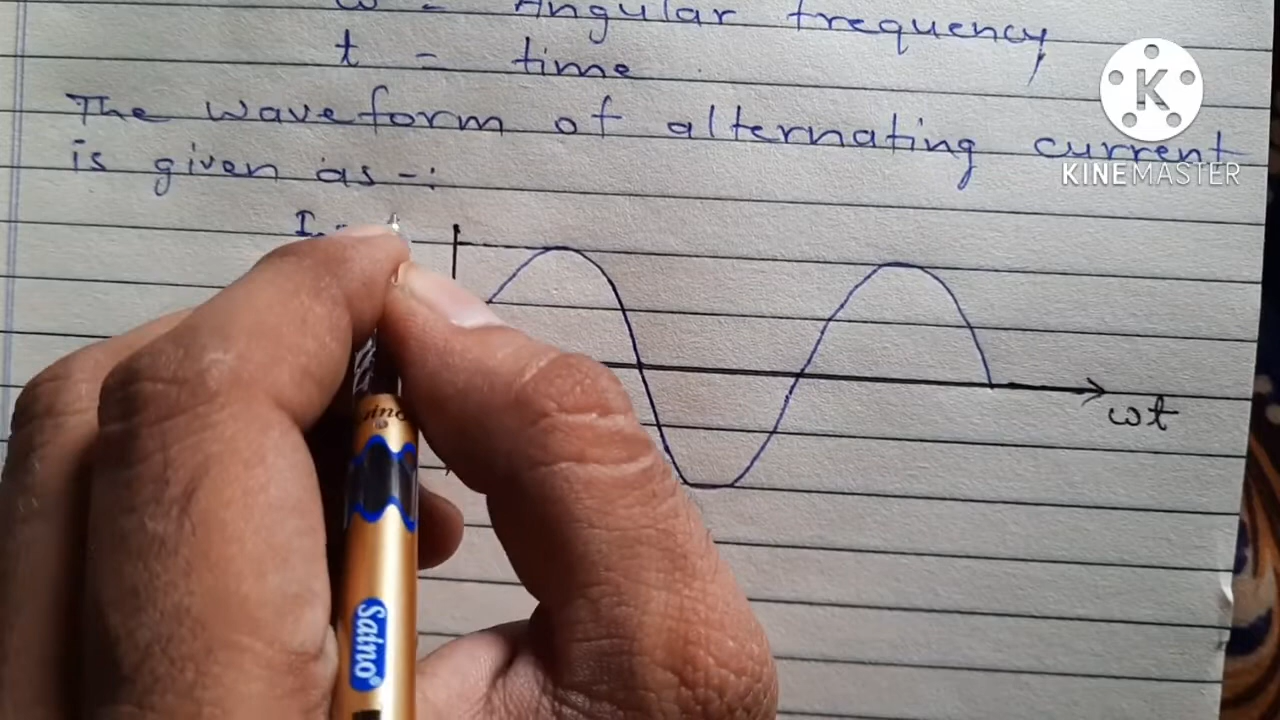 ω = Angular frequency
t = time
The waveform of alternating current
is given as -:
K
KINEMASTER
ωt
Saino